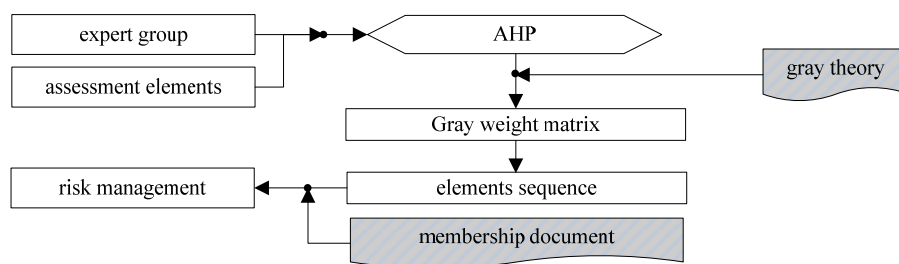 expert group
AHP
assessment elements
gray theory
Gray weight matrix
risk management
elements sequence
membership document